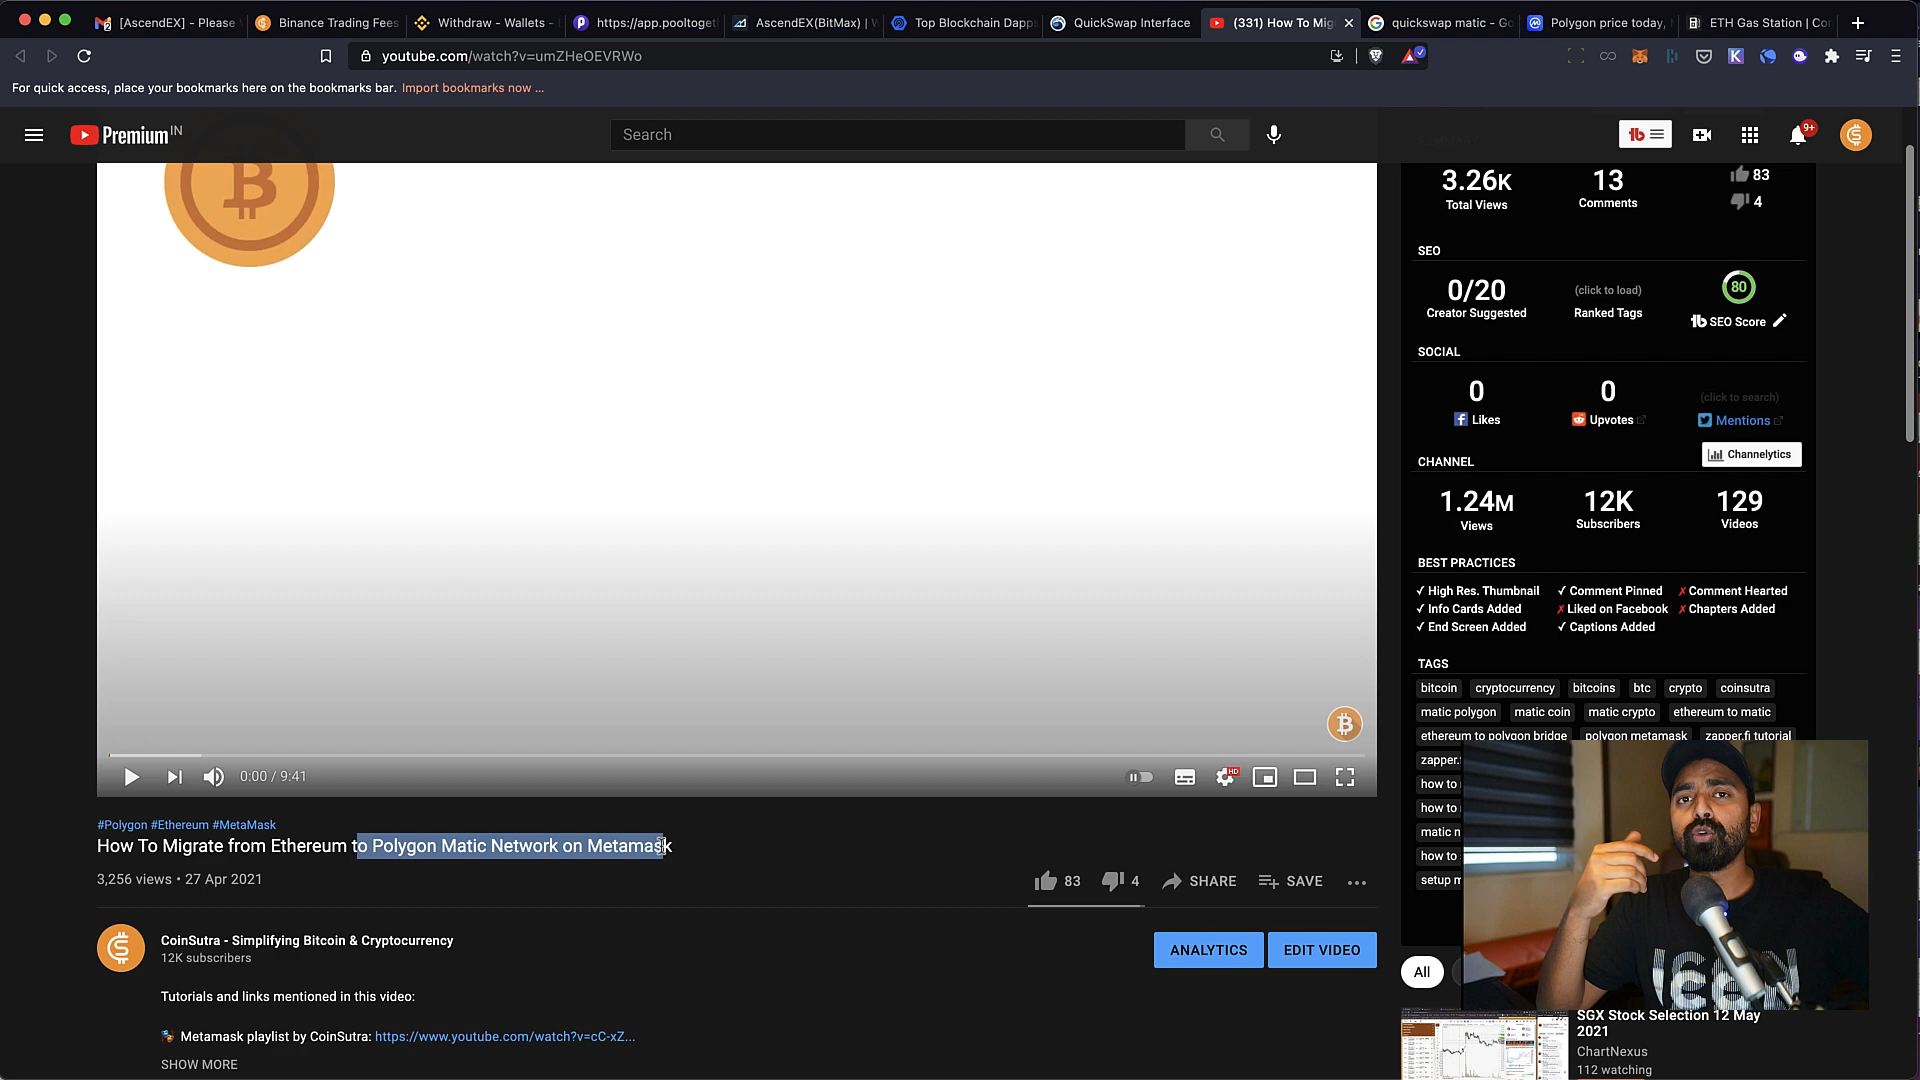 [AscendEX] - Please
Binance Trading Fees
Withdraw - Wallets -
https://app.pooltoget
AscendEX(BitMax) |
Top Blockchain Dapp
QuickSwap Interface
(331) How To Mig
quickswap matic - Go
Polygon price today,
ETH Gas Station | Con
youtube.com/watch?v=umZHeOEVRWo
For quick access, place your bookmarks here on the bookmarks bar. Import bookmarks now ...
Premium IN
Search
9+
3.26K
Total Views
13
Comments
83
4
SEO
0/20
Creator Suggested
(click to load)
Ranked Tags
80
SEO Score
SOCIAL
0
Likes
0
Upvotes
(click to search)
Mentions
Channelytics
CHANNEL
1.24M
Views
12K
Subscribers
129
Videos
BEST PRACTICES
✓ High Res. Thumbnail ✓ Comment Pinned ✗ Comment Hearted
✓ Info Cards Added ✗ Liked on Facebook ✗ Chapters Added
✓ End Screen Added ✓ Captions Added
TAGS
bitcoin cryptocurrency bitcoins btc crypto coinsutra
matic polygon matic coin matic crypto ethereum to matic
ethereum to polygon bridge polygon metamask zapper.fi tutorial
zapper.
how to
how to
matic n
how to
setup m
0:00 / 9:41
HD
#Polygon #Ethereum #MetaMask
How To Migrate from Ethereum to Polygon Matic Network on Metamask
3,256 views • 27 Apr 2021
83
4
SHARE
SAVE
CoinSutra - Simplifying Bitcoin & Cryptocurrency
12K subscribers
ANALYTICS
EDIT VIDEO
Tutorials and links mentioned in this video:
Metamask playlist by CoinSutra: https://www.youtube.com/watch?v=cC-xZ...
SHOW MORE
All
SGX Stock Selection 12 May
2021
ChartNexus
112 watching